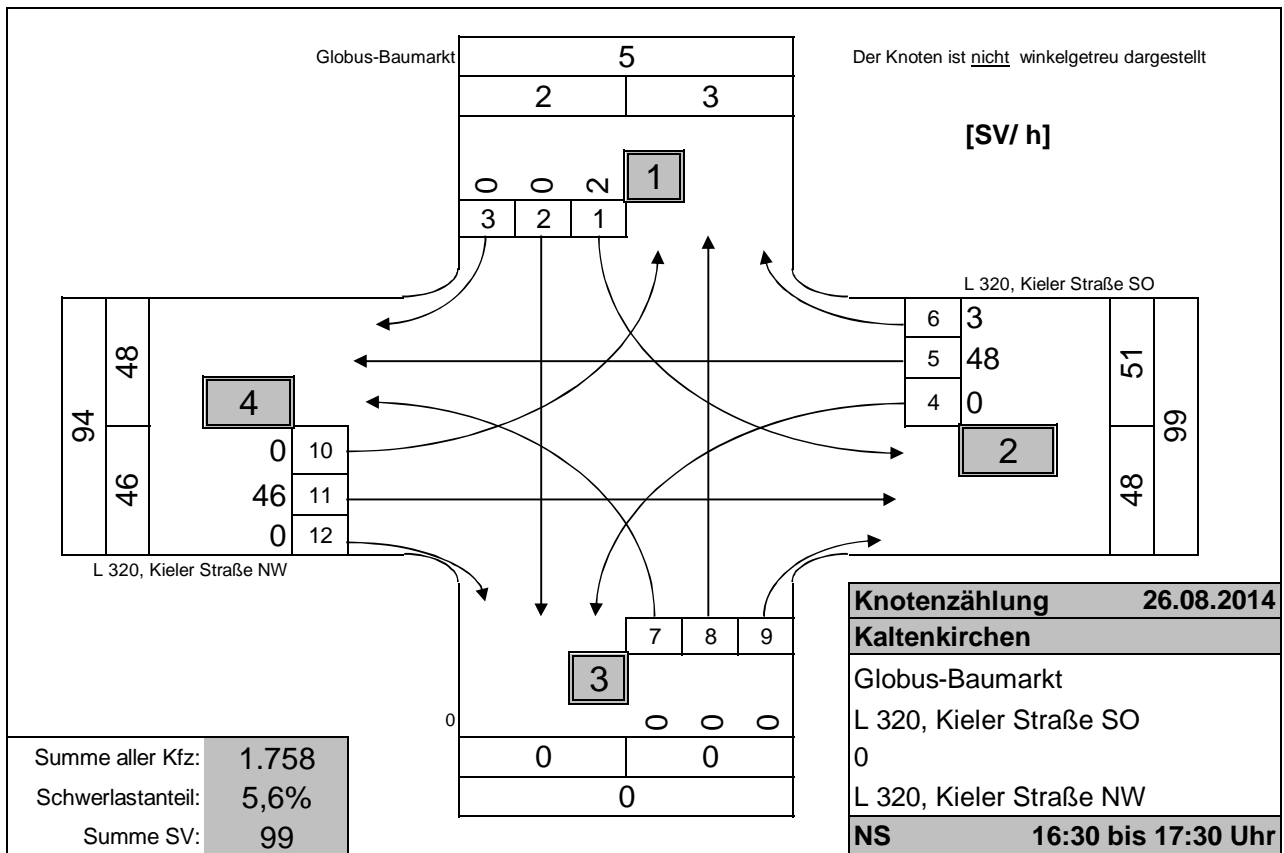 Globus-Baumarkt 5 Der Knoten ist nicht winkelgetreu dargestellt
2 3
[SV/ h]
1
0 0 2
3 2 1
L 320, Kieler Straße SO
6 3
5 48
4 0
51
99
48
2
48
94
46
4
0 10
46 11
0 12
L 320, Kieler Straße NW
7 8 9
3
0
0 0 0
0 0
0
Knotenzählung 26.08.2014
Kaltenkirchen
Globus-Baumarkt
L 320, Kieler Straße SO
0
L 320, Kieler Straße NW
NS 16:30 bis 17:30 Uhr
Summe aller Kfz: 1.758
Schwerlastanteil: 5,6%
Summe SV: 99